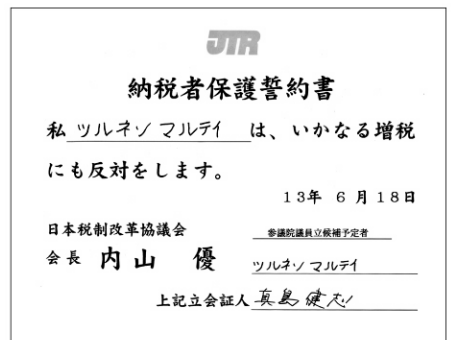 JTR
納税者保護誓約書
私 ツルネン マルテイ は、いかなる増税
にも反対をします。
13年 6月18日
日本税制改革協議会 参議院議員立候補予定者
会長 内山 優 ツルネン マルテイ
上記立会証人 真島 健志